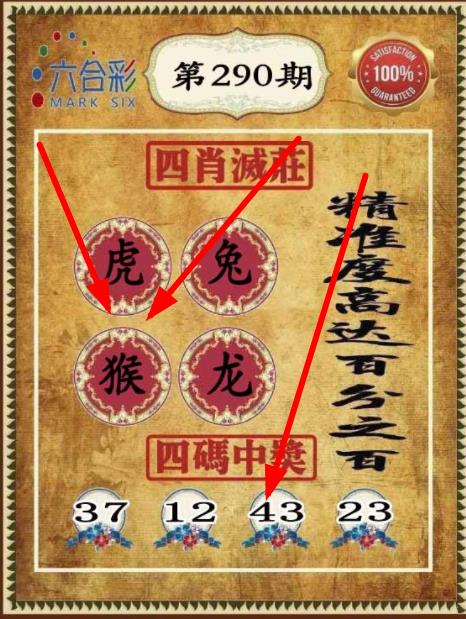 六合彩
MARK SIX
第290期
SATISFACTION
100%
GUARANTEED
四肖滅莊
精准度高达百分之百
虎 兔
猴 龙
四碼中獎
37 12 43 23